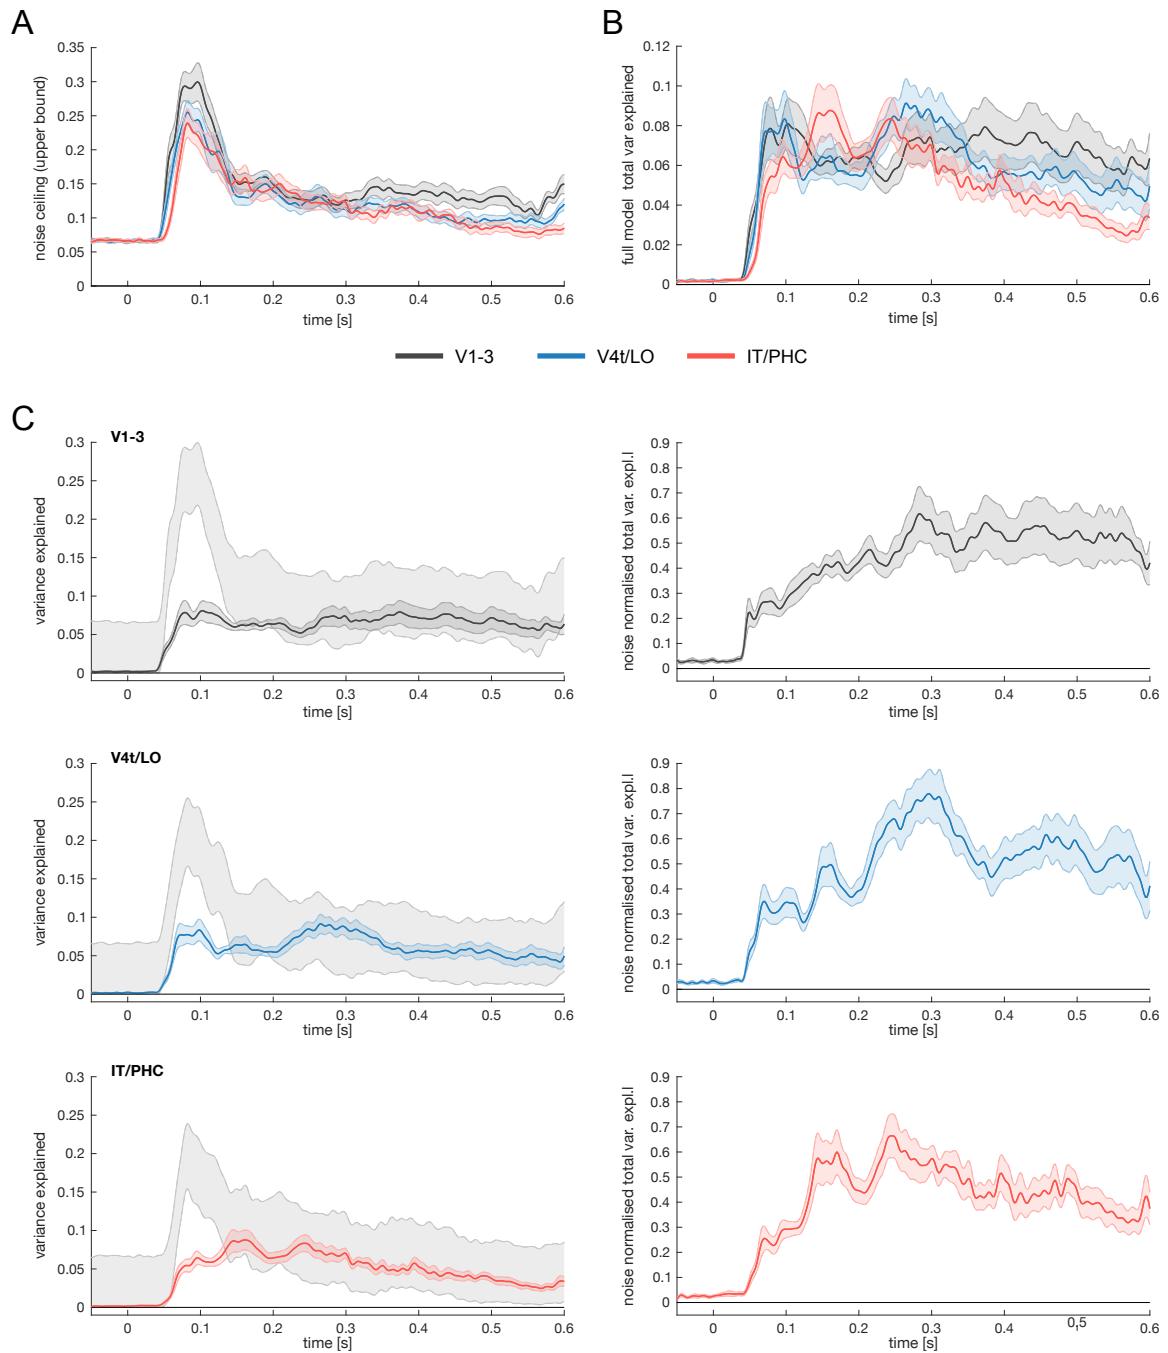 A
B
noise ceiling (upper bound)
0.35
0.3
0.25
0.2
0.15
0.1
0.05
0
0 0.1 0.2 0.3 0.4 0.5 0.6
time [s]
full model total var explained
0.12
0.1
0.08
0.06
0.04
0.02
0
0 0.1 0.2 0.3 0.4 0.5 0.6
time [s]
V1-3 V4t/LO IT/PHC
C
V1-3
variance explained
0.3
0.25
0.2
0.15
0.1
0.05
0
0 0.1 0.2 0.3 0.4 0.5 0.6
time [s]
noise normalised total var. expl.l
0.9
0.8
0.7
0.6
0.5
0.4
0.3
0.2
0.1
0
0 0.1 0.2 0.3 0.4 0.5 0.6
time [s]
V4t/LO
variance explained
0.3
0.25
0.2
0.15
0.1
0.05
0
0 0.1 0.2 0.3 0.4 0.5 0.6
time [s]
noise normalised total var. expl.l
0.9
0.8
0.7
0.6
0.5
0.4
0.3
0.2
0.1
0
0 0.1 0.2 0.3 0.4 0.5 0.6
time [s]
IT/PHC
variance explained
0.3
0.25
0.2
0.15
0.1
0.05
0
0 0.1 0.2 0.3 0.4 0.5 0.6
time [s]
noise normalised total var. expl.l
0.9
0.8
0.7
0.6
0.5
0.4
0.3
0.2
0.1
0
0 0.1 0.2 0.3 0.4 0,5 0.6
time [s]